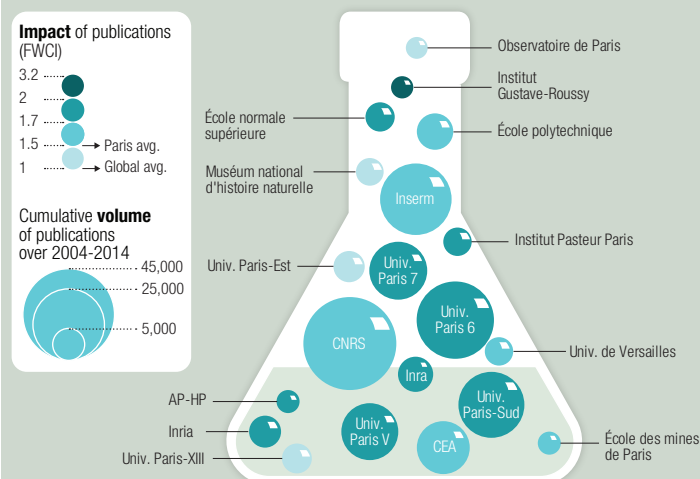 Impact of publications
(FWCI)
3.2
2
1.7
1.5
Paris avg.
1
Global avg.
Cumulative volume
of publications
over 2004-2014
45,000
25,000
5,000
Observatoire de Paris
Institut
Gustave-Roussy
École normale
supérieure
École polytechnique
Muséum national
d'histoire naturelle
Inserm
Institut Pasteur Paris
Univ. Paris-Est
Univ.
Paris 7
Univ.
Paris 6
CNRS
Univ. de Versailles
Inra
AP-HP
Univ.
Paris-Sud
Inria
Univ.
Paris V
CEA
École des mines
de Paris
Univ. Paris-XIII